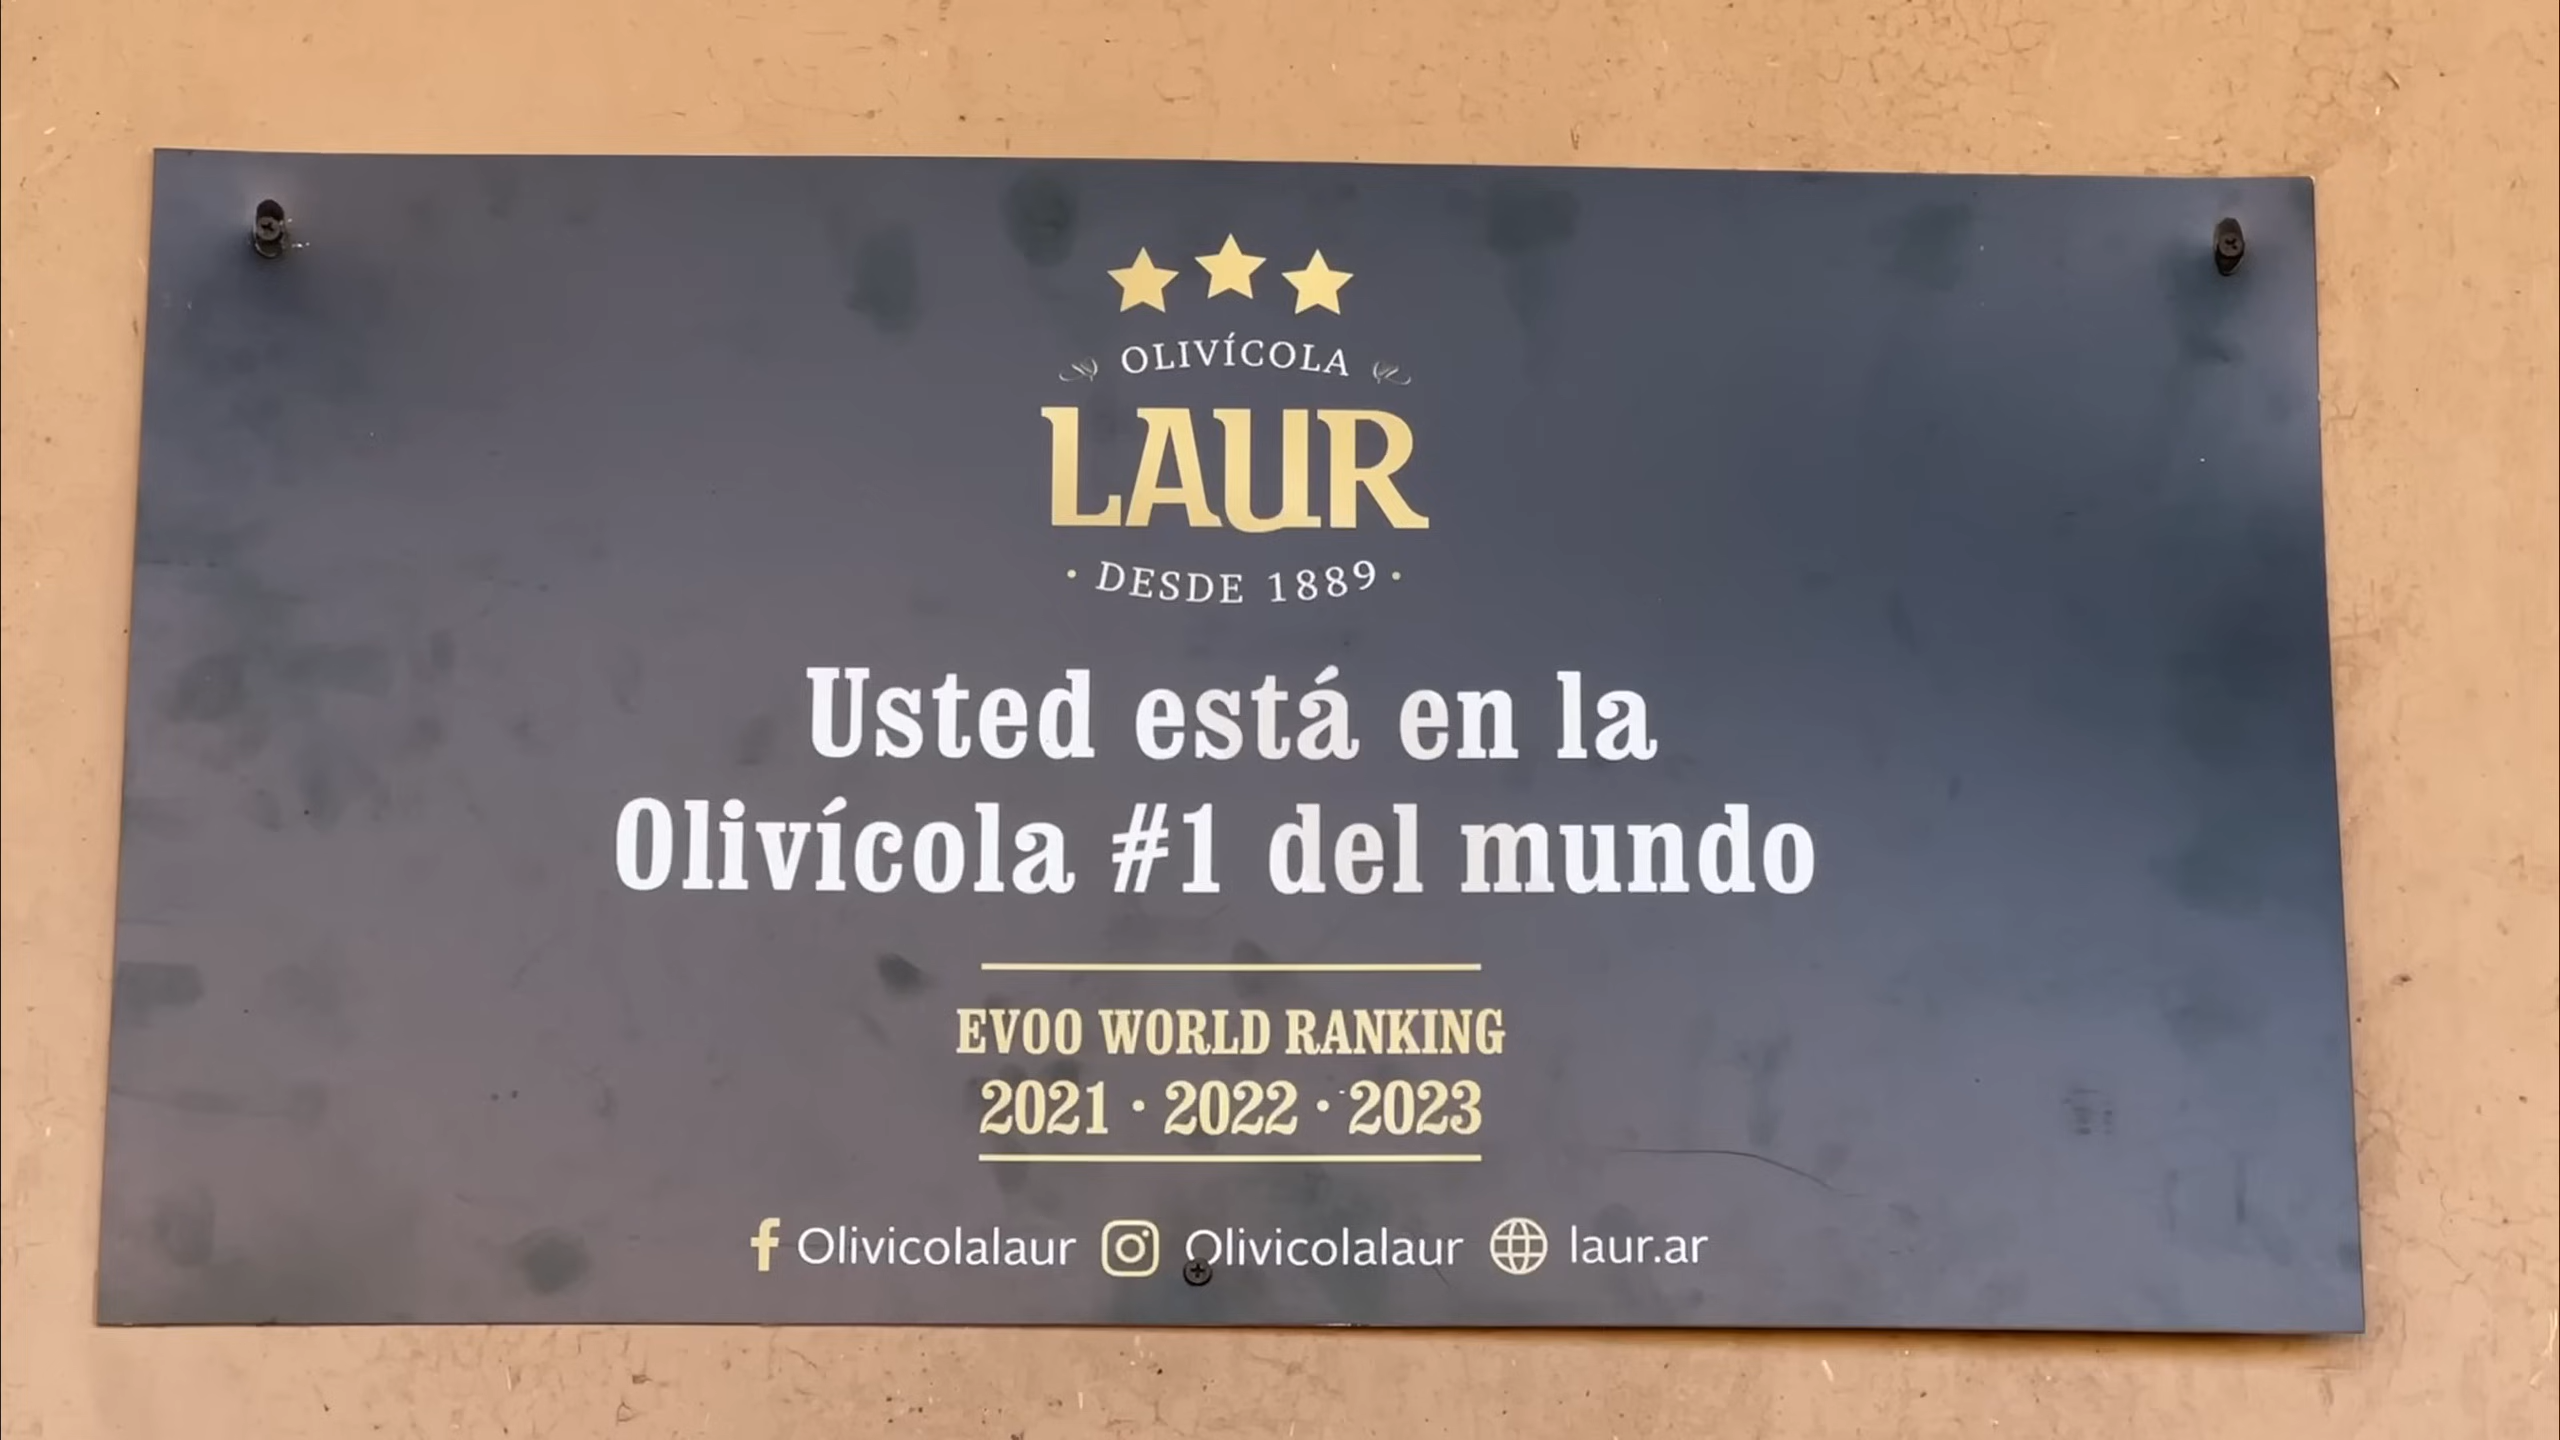 OLIVÍCOLA
LAUR
· DESDE 1889 ·
Usted está en la
Olivícola #1 del mundo
EVOO WORLD RANKING
2021 · 2022 · 2023
Olivicolalaur Olivicolalaur laur.ar